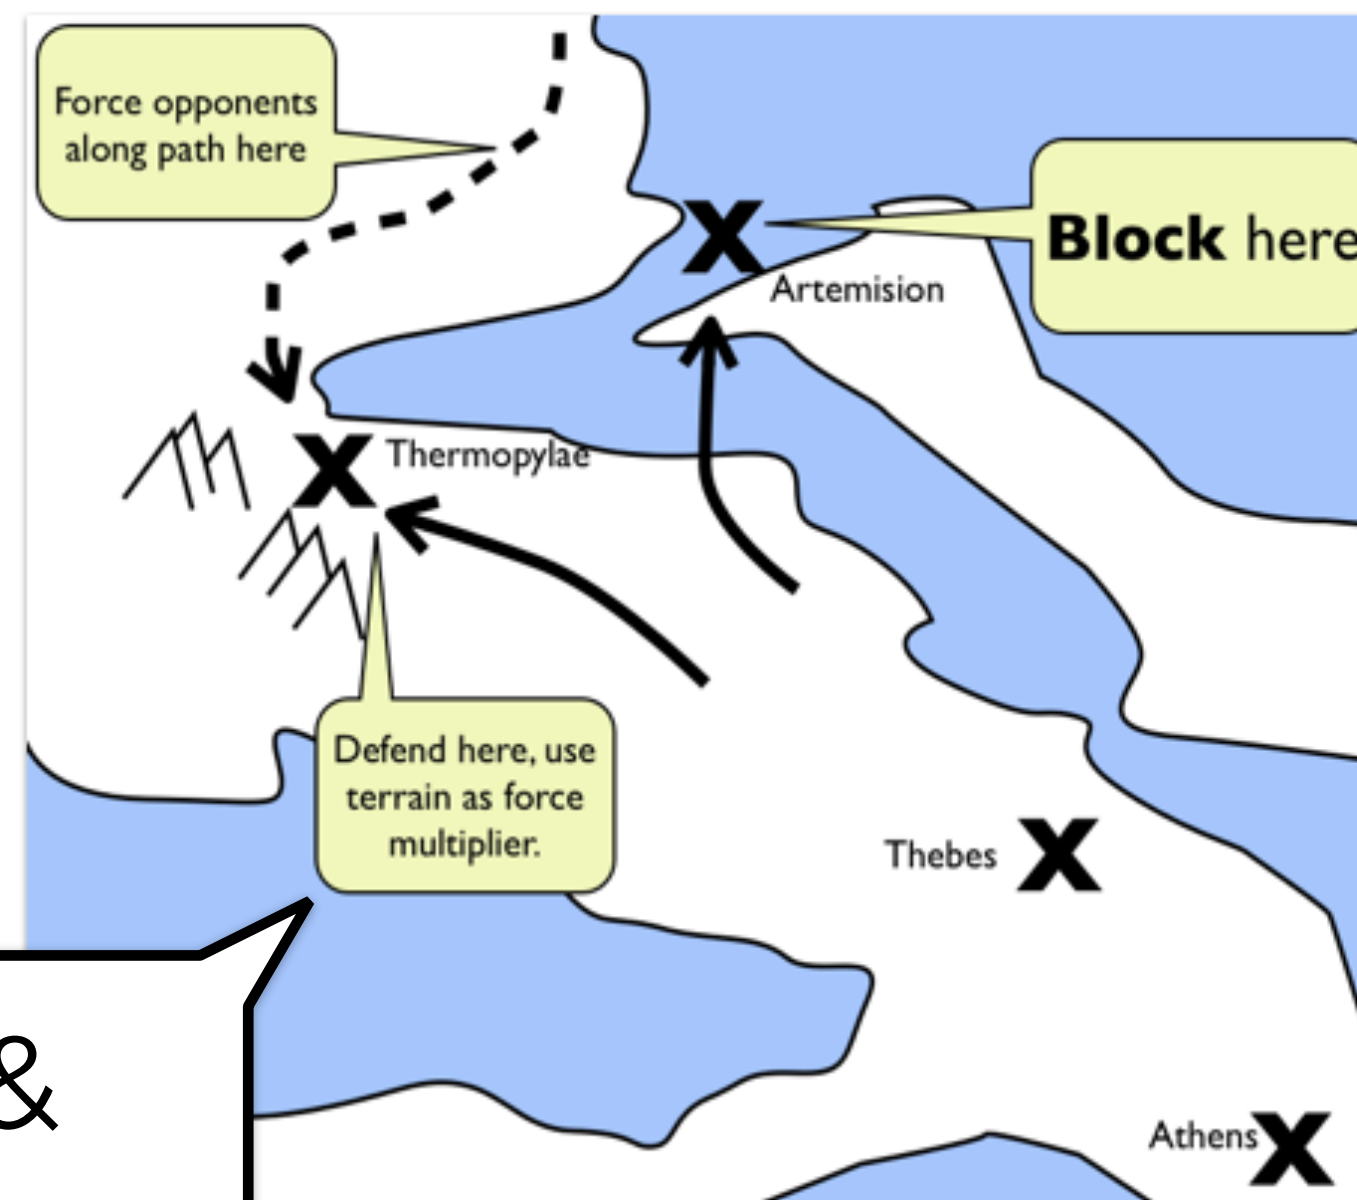 Force opponents
along path here
Block here
Artemision
Thermopylae
Defend here, use
terrain as force
multiplier.
Thebes
&
Athens